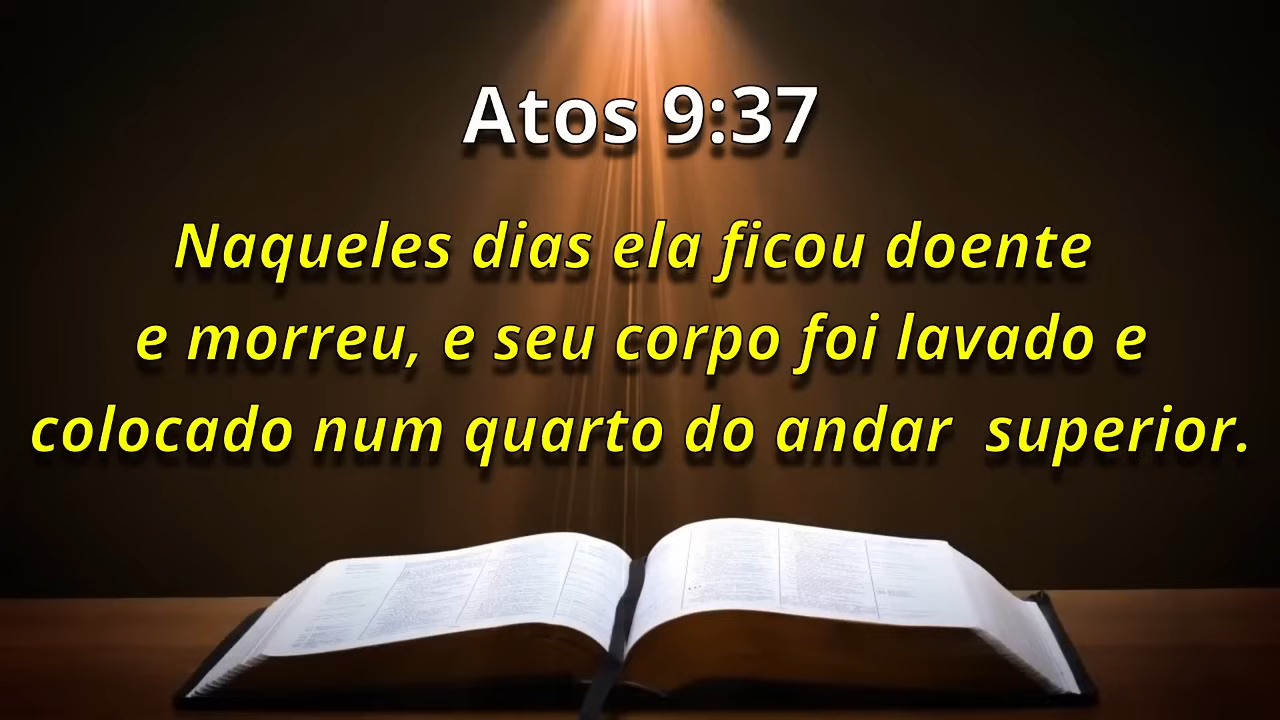 Atos 9:37
Naqueles dias ela ficou doente
e morreu, e seu corpo foi lavado e
colocado num quarto do andar  superior.